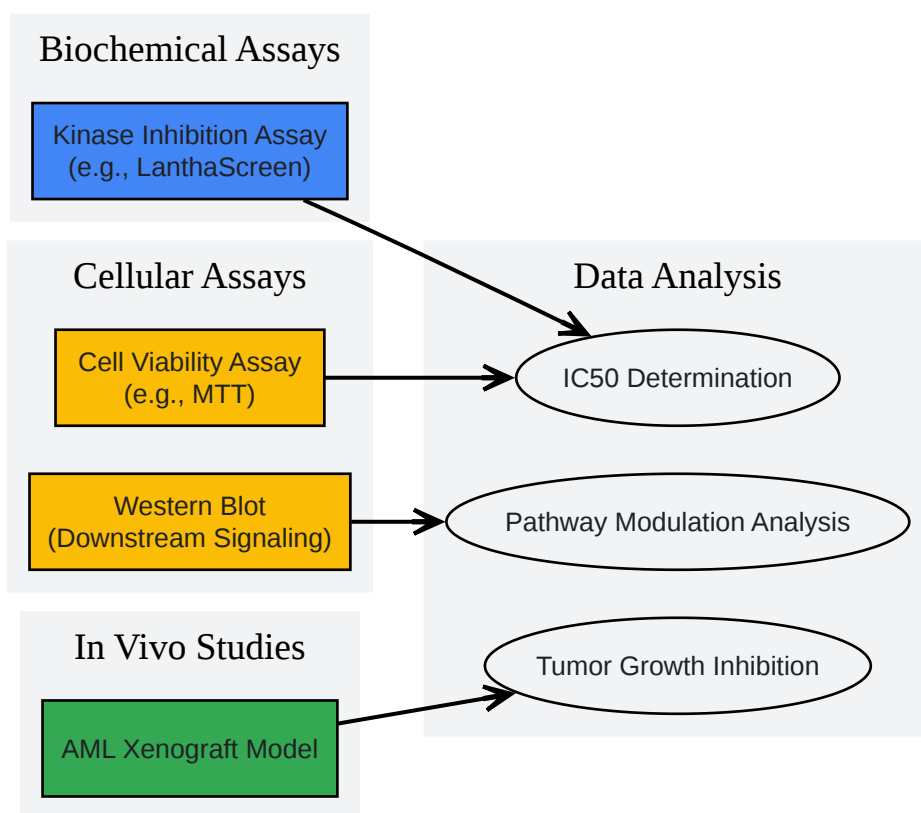 Biochemical Assays
Kinase Inhibition Assay
(e.g., LanthaScreen)
Cellular Assays
Cell Viability Assay
(e.g., MTT)
Western Blot
(Downstream Signaling)
In Vivo Studies
AML Xenograft Model
Data Analysis
IC50 Determination
Pathway Modulation Analysis
Tumor Growth Inhibition